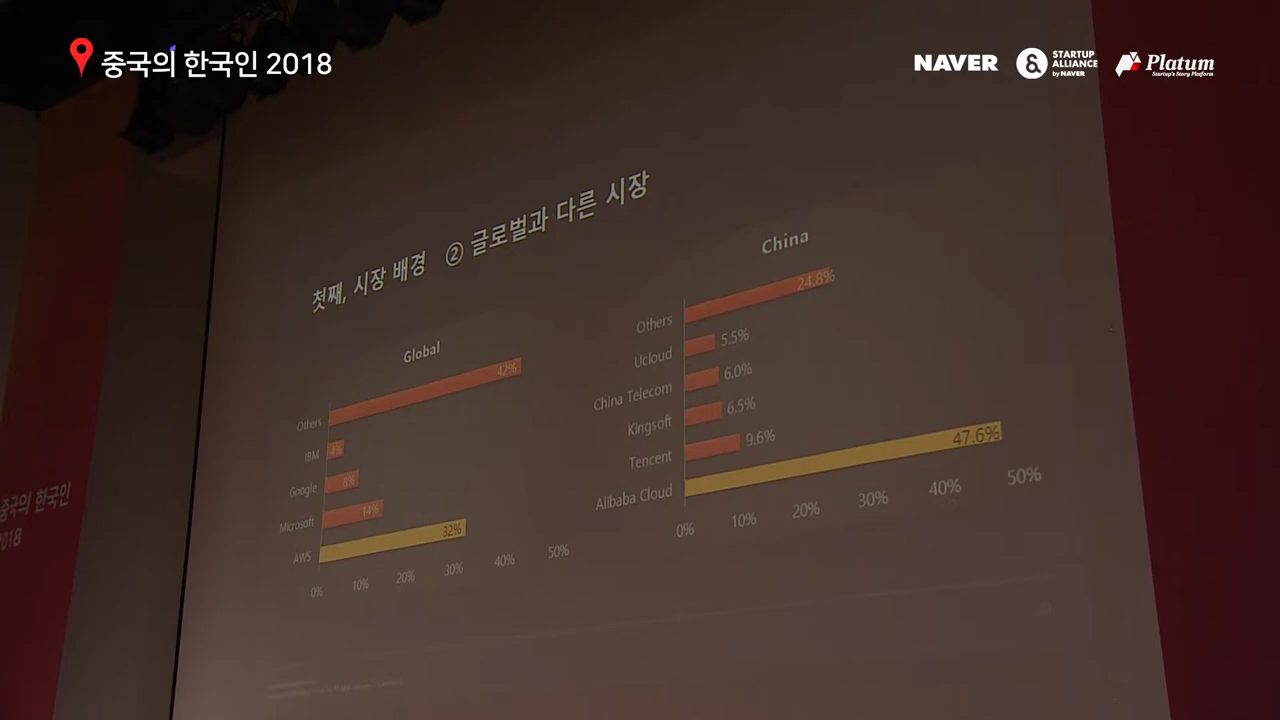 중국의 한국인 2018
NAVER
&
STARTUP
ALLIANCE
by NAVER
Platum
Startup's Story Platform
첫째, 시장 배경 ② 글로벌과 다른 시장
Global
Others 42%
IBM 4%
Google 8%
Microsoft 14%
AWS 32%
0% 10% 20% 30% 40% 50%
China
Others 24.8%
Ucloud 5.5%
China Telecom 6.0%
Kingsoft 6.5%
Tencent 9.6%
Alibaba Cloud 47.6%
0% 10% 20% 30% 40% 50%
중국의 한국인
2018